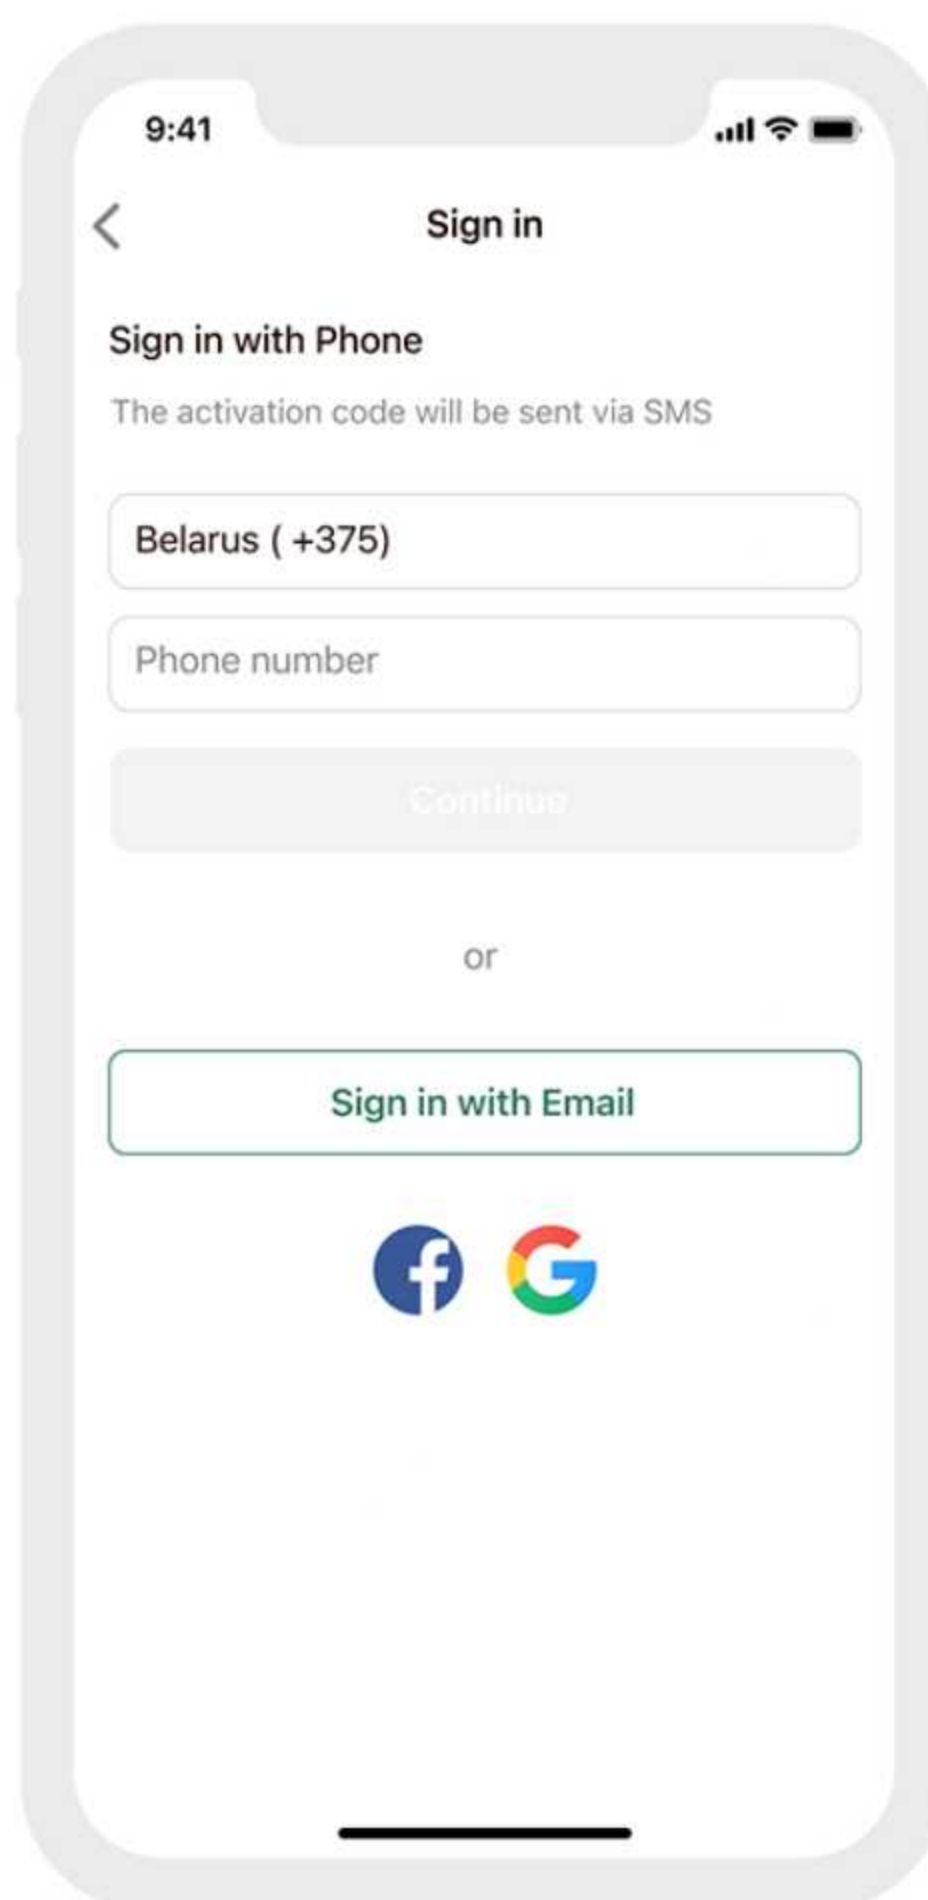 9:41
Sign in
Sign in with Phone
The activation code will be sent via SMS
Belarus ( +375)
Phone number
Continue
or
Sign in with Email